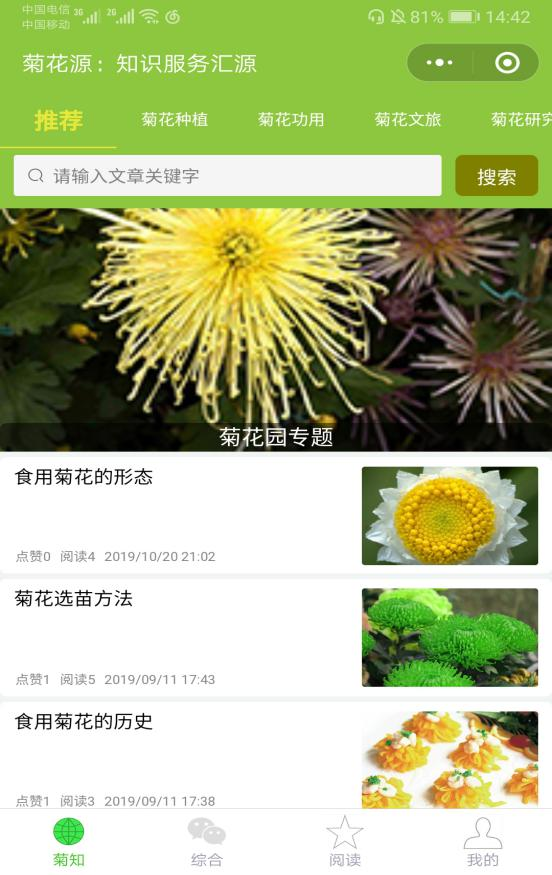 中国电信 3G 2G 81% 14:42
中国移动
菊花源：知识服务汇源
推荐 菊花种植 菊花功用 菊花文旅 菊花研究
请输入文章关键字 搜索
菊花园专题
食用菊花的形态
点赞0 阅读4 2019/10/20 21:02
菊花选苗方法
点赞1 阅读5 2019/09/11 17:43
食用菊花的历史
点赞1 阅读3 2019/09/11 17:38
菊知 综合 阅读 我的